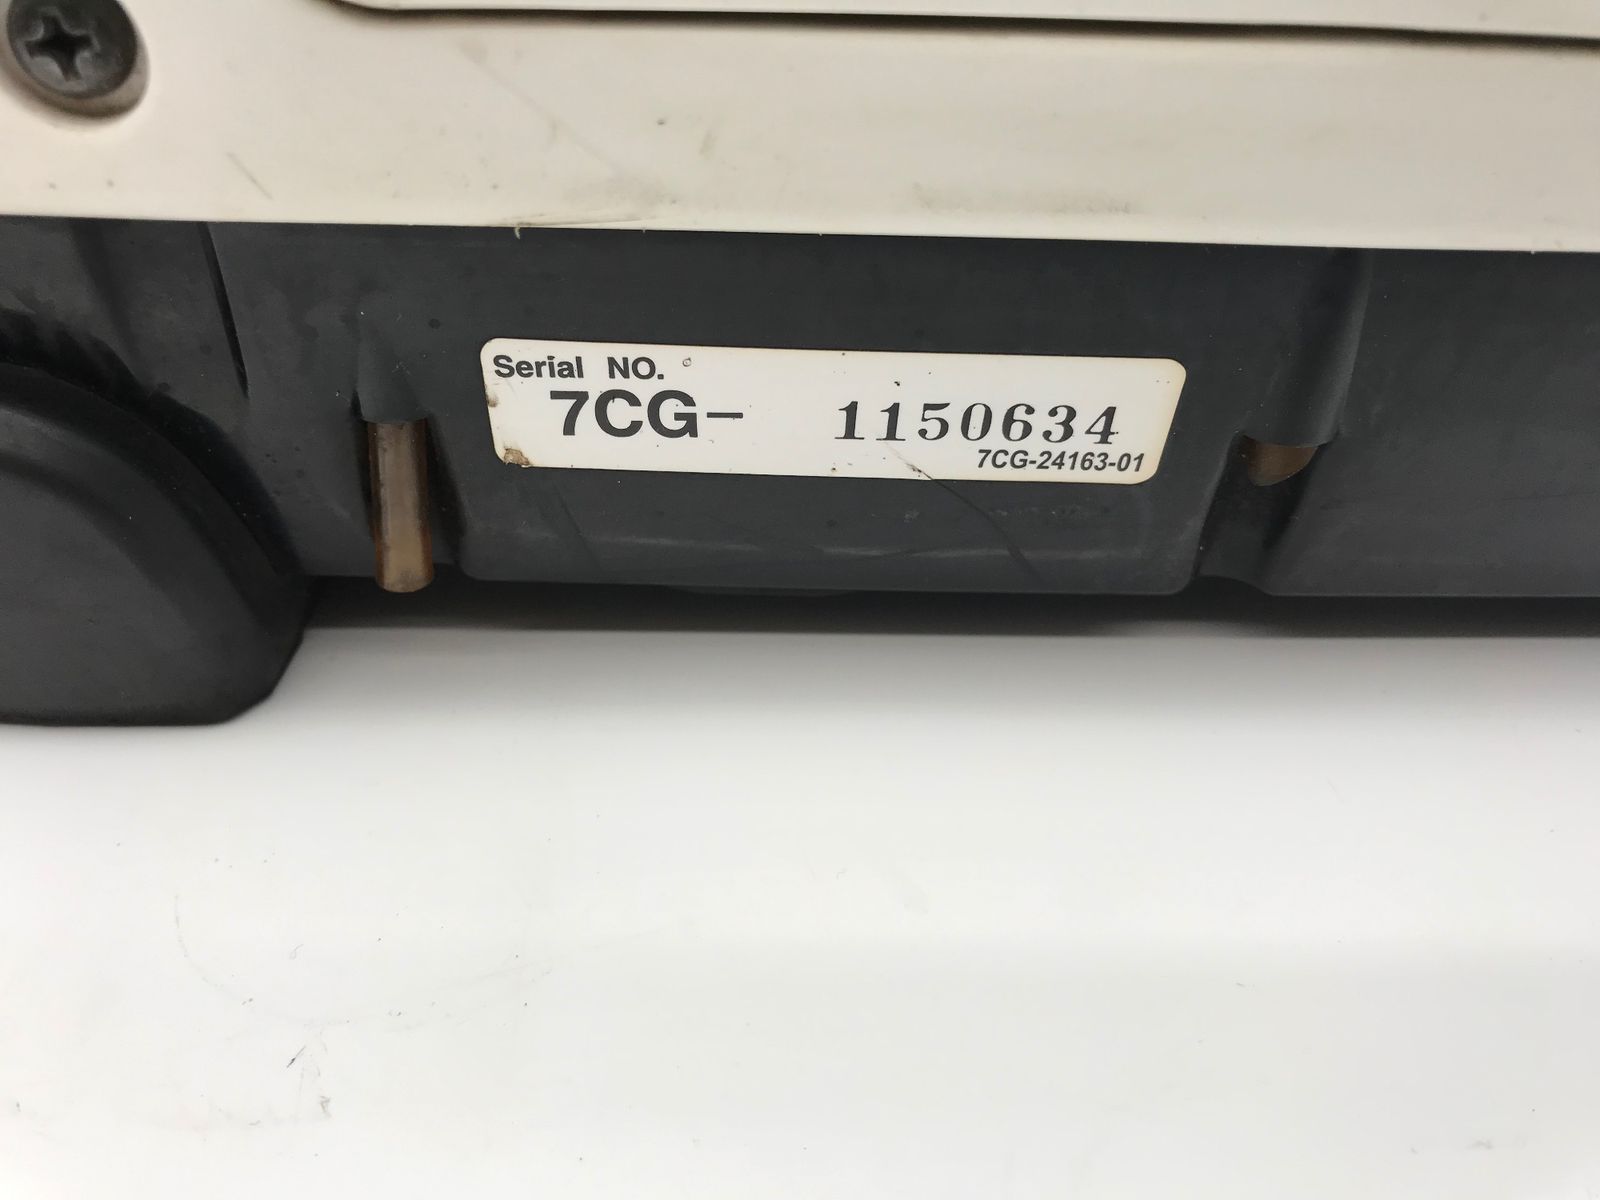 Serial NO.
7CG- 1150634
7CG-24163-01